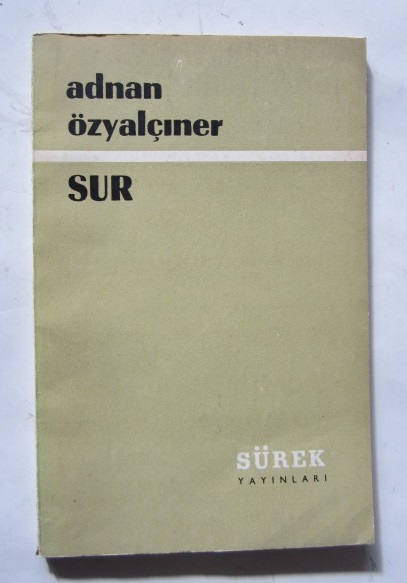 adnan
özyalçıner
SUR
SÜREK
YAYINLARI